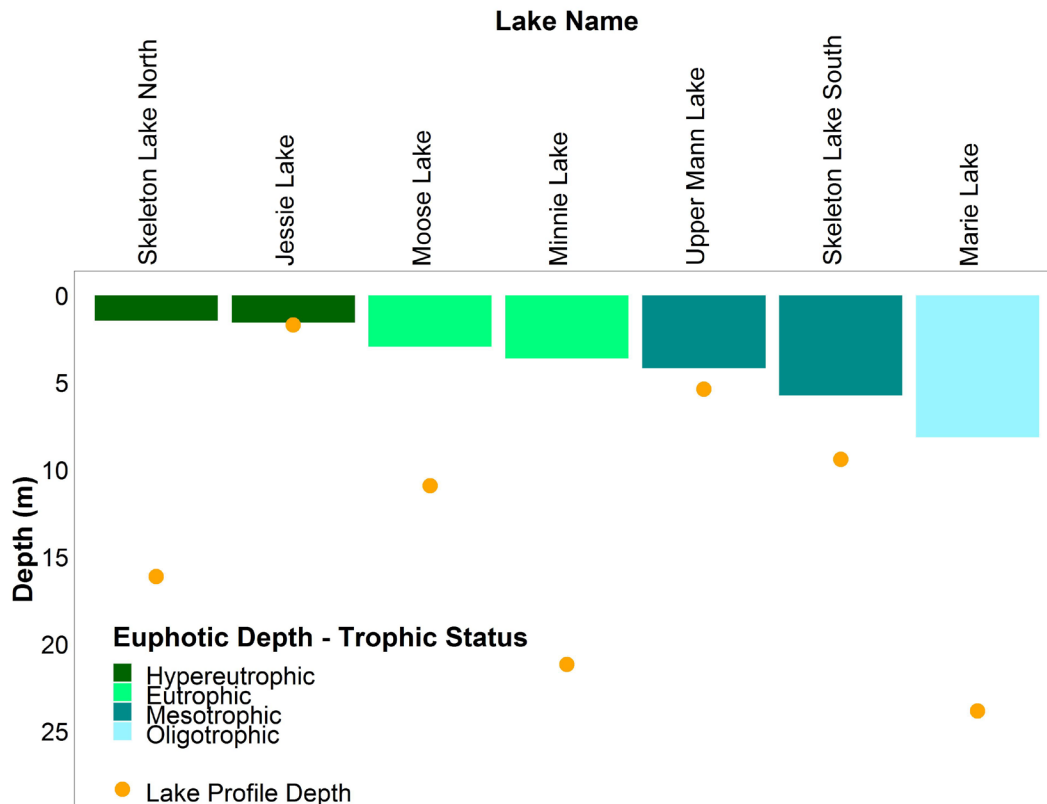 Lake Name
Skeleton Lake North
Jessie Lake
Moose Lake
Minnie Lake
Upper Mann Lake
Skeleton Lake South
Marie Lake
0
5
10
15
20
25
Depth (m)
Euphotic Depth - Trophic Status
Hypereutrophic
Eutrophic
Mesotrophic
Oligotrophic
Lake Profile Depth